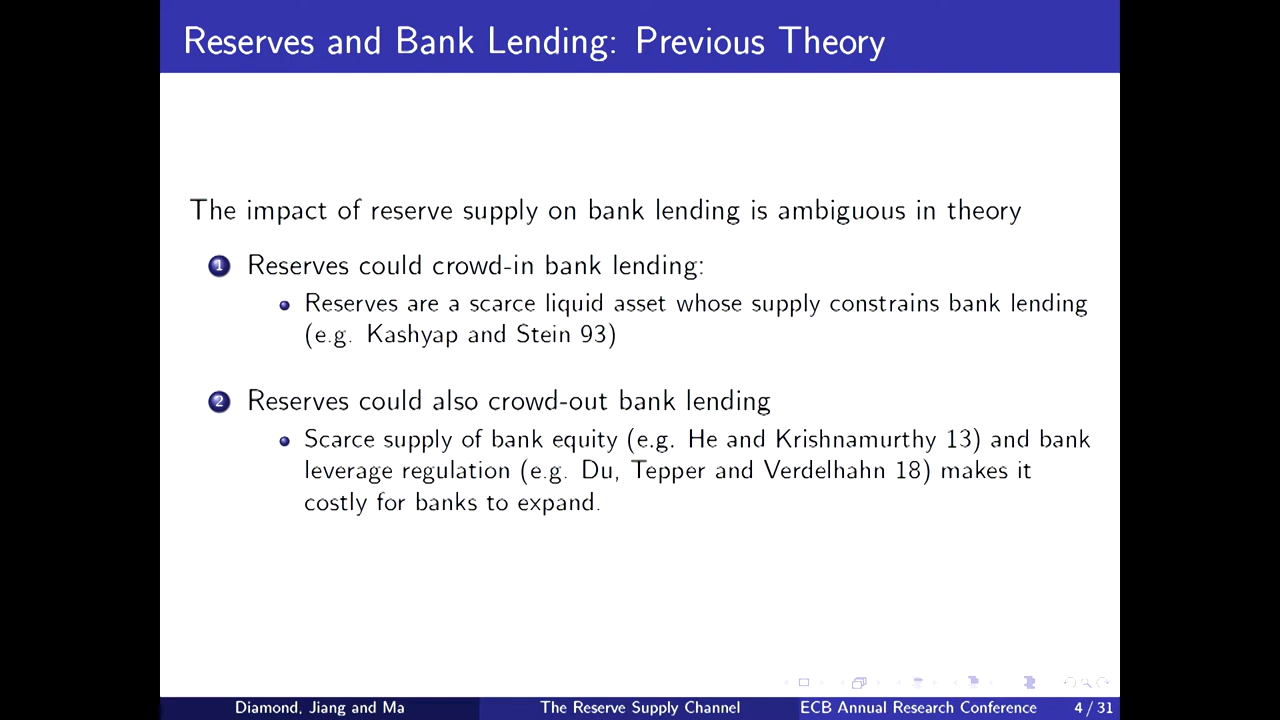 Reserves and Bank Lending: Previous Theory
The impact of reserve supply on bank lending is ambiguous in theory
1 Reserves could crowd-in bank lending:
Reserves are a scarce liquid asset whose supply constrains bank lending
(e.g. Kashyap and Stein 93)
2 Reserves could also crowd-out bank lending
Scarce supply of bank equity (e.g. He and Krishnamurthy 13) and bank
leverage regulation (e.g. Du, Tepper and Verdelhahn 18) makes it
costly for banks to expand.
Diamond, Jiang and Ma The Reserve Supply Channel ECB Annual Research Conference 4 / 31